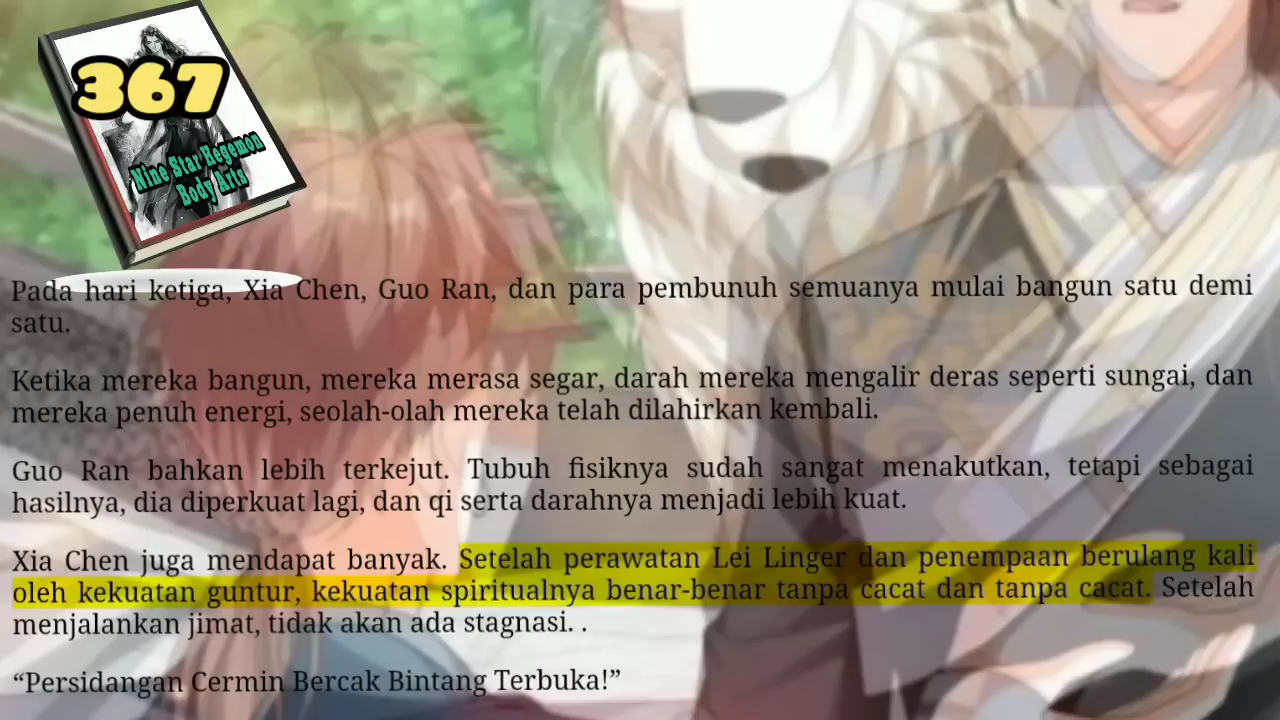 367
Nine Star Hegemon
Body Arts
Pada hari ketiga, Xia Chen, Guo Ran, dan para pembunuh semuanya mulai bangun satu demi
satu.
Ketika mereka bangun, mereka merasa segar, darah mereka mengalir deras seperti sungai, dan
mereka penuh energi, seolah-olah mereka telah dilahirkan kembali.
Guo Ran bahkan lebih terkejut. Tubuh fisiknya sudah sangat menakutkan, tetapi sebagai
hasilnya, dia diperkuat lagi, dan qi serta darahnya menjadi lebih kuat.
Xia Chen juga mendapat banyak. Setelah perawatan Lei Linger dan penempaan berulang kali
oleh kekuatan guntur, kekuatan spiritualnya benar-benar tanpa cacat dan tanpa cacat. Setelah
menjalankan jimat, tidak akan ada stagnasi. .
“Persidangan Cermin Bercak Bintang Terbuka!”